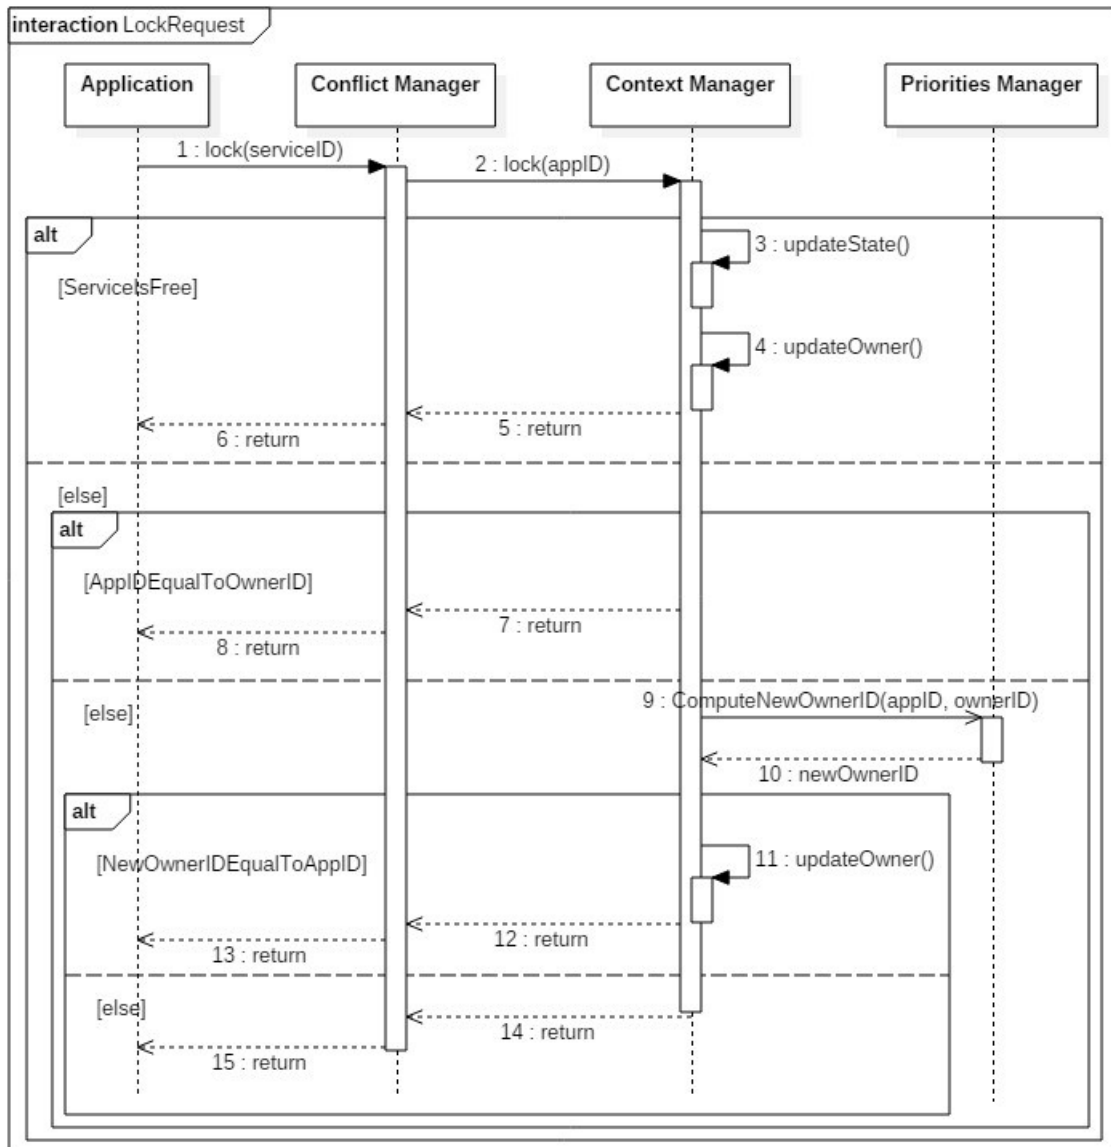 interaction LockRequest
Application
Conflict Manager
Context Manager
Priorities Manager
1 : lock(serviceID)
2 : lock(appID)
alt
3 : updateState()
[ServiceIsFree]
4 : updateOwner()
5 : return
6 : return
[else]
alt
[AppIDEqualToOwnerID]
7 : return
8 : return
9 : ComputeNewOwnerID(appID, ownerID)
[else]
10 : newOwnerID
alt
11 : updateOwner()
[NewOwnerIDEqualToAppID]
12 : return
13 : return
[else]
14 : return
15 : return